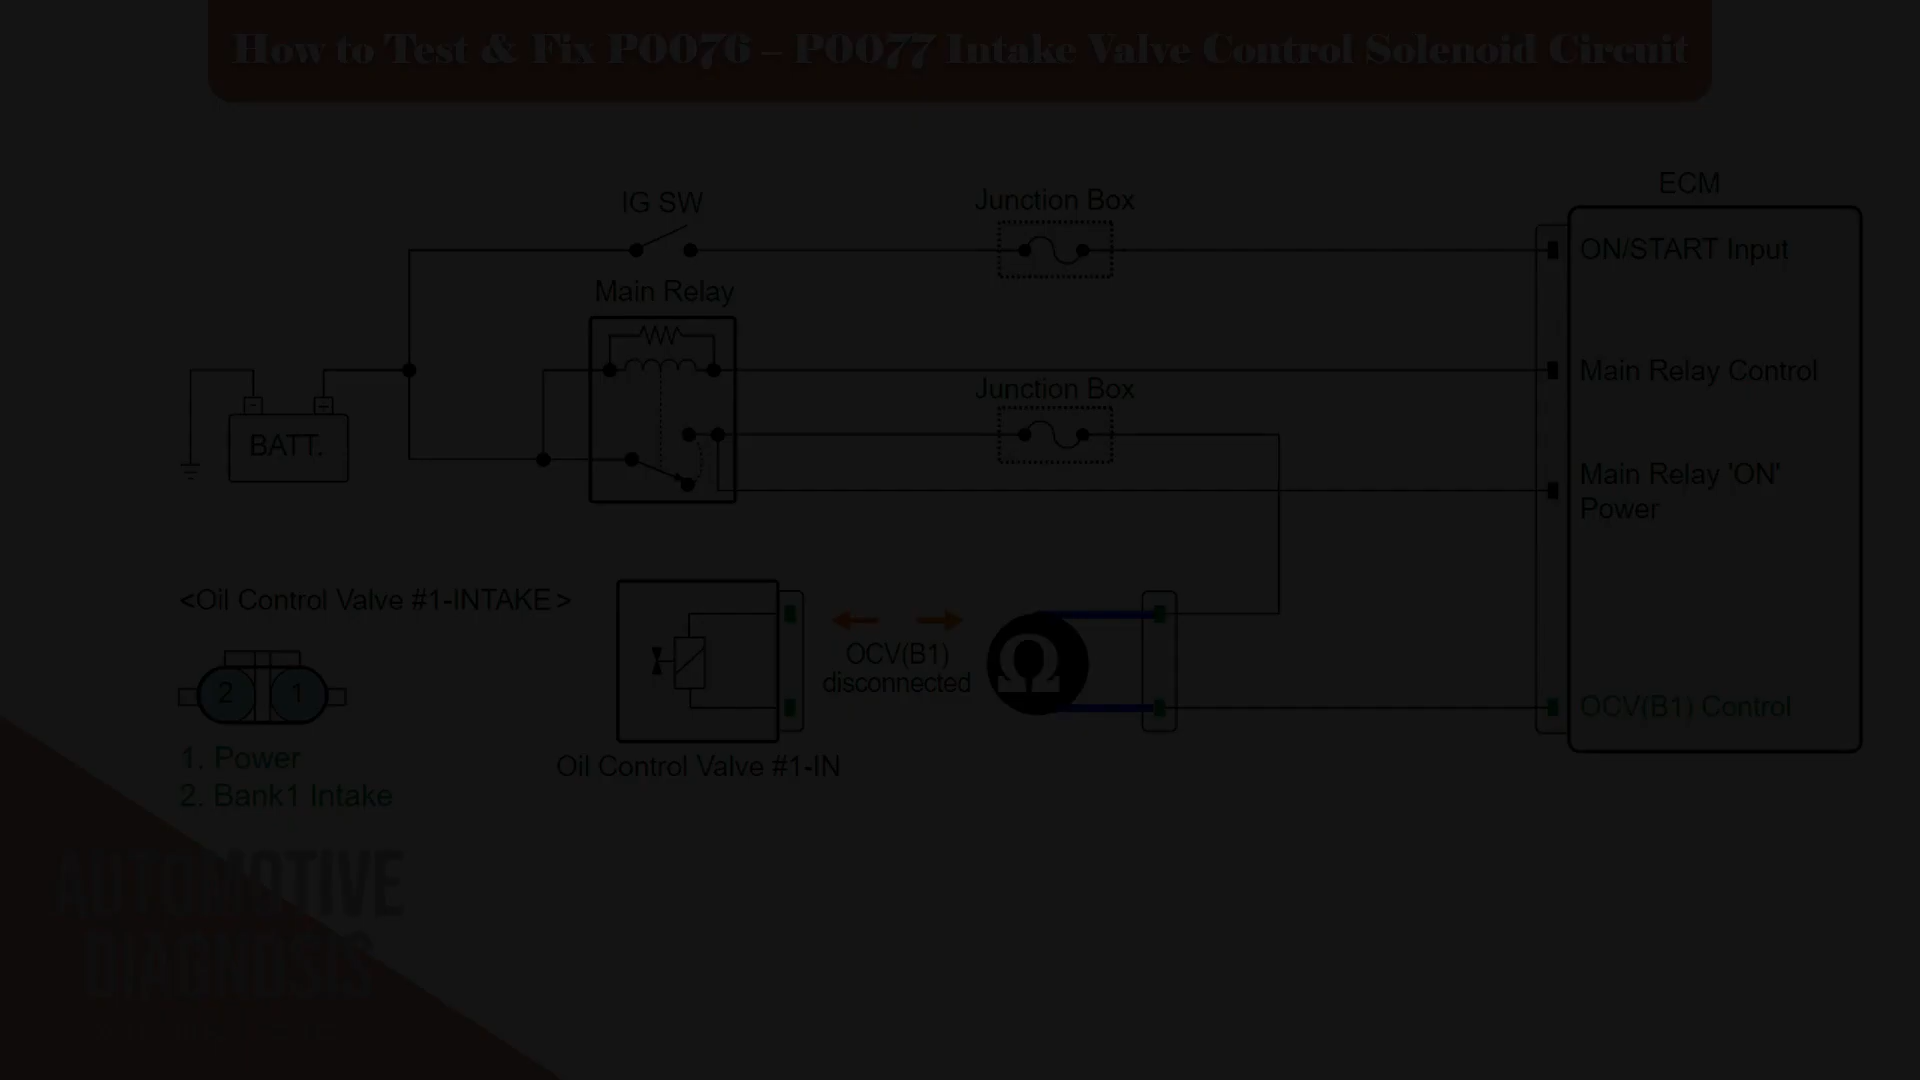 How to Test & Fix P0076 – P0077 Intake Valve Control Solenoid Circuit
ECM
IG SW
Junction Box
ON/START Input
Main Relay
Main Relay Control
Junction Box
BATT.
Main Relay 'ON'
Power
<Oil Control Valve #1-INTAKE>
OCV(B1)
disconnected
Ω
2 1
OCV(B1) Control
1. Power
2. Bank1 Intake
Oil Control Valve #1-IN
AUTOMOTIVE
DIAGNOSIS